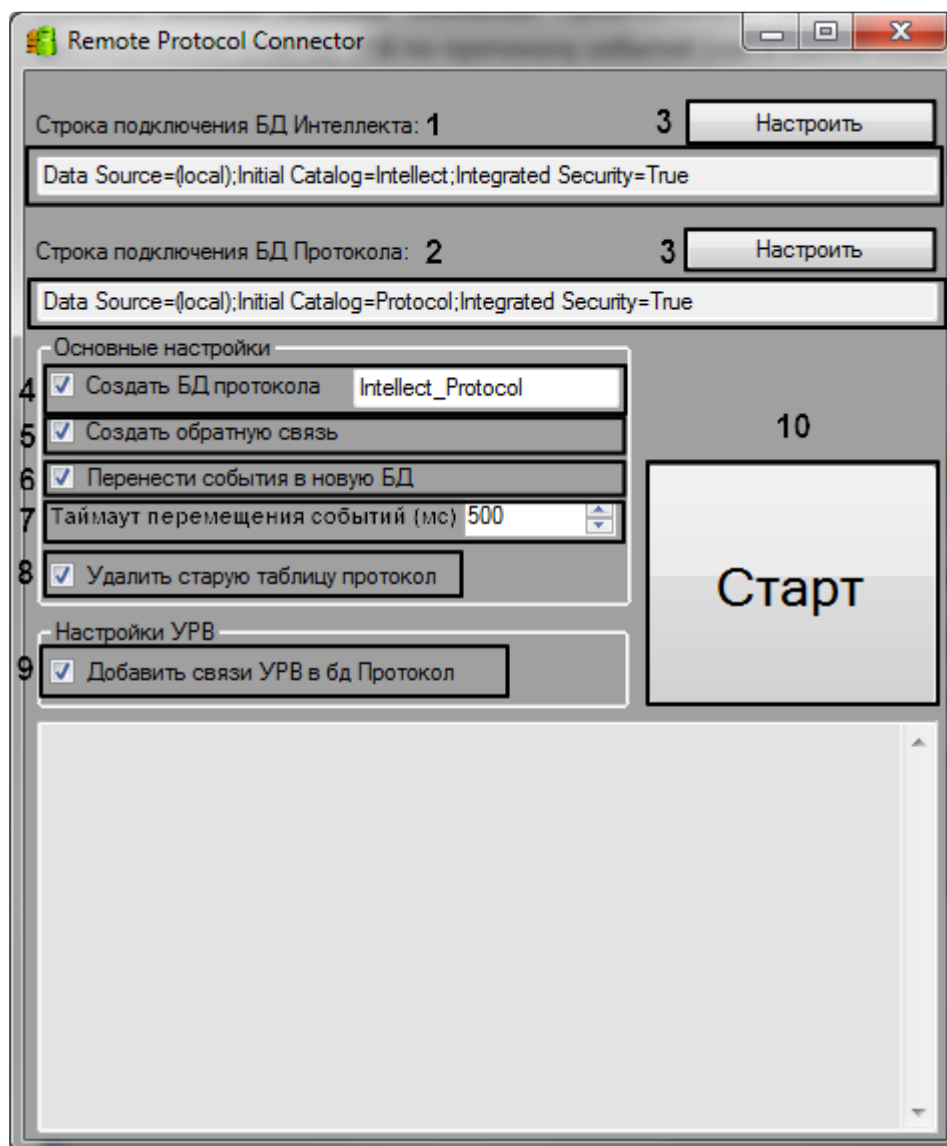 Remote Protocol Connector
Строка подключения БД Интеллекта: 1 3 Настроить
Data Source=(local);Initial Catalog=Intellect;Integrated Security=True
Строка подключения БД Протокола: 2 3 Настроить
Data Source=(local);Initial Catalog=Protocol;Integrated Security=True
Основные настройки
4 Создать БД протокола Intellect_Protocol
5 Создать обратную связь
10
6 Перенести события в новую БД
7 Таймаут перемещения событий (мс) 500
8 Удалить старую таблицу протокол
Старт
Настройки УРВ
9 Добавить связи УРВ в бд Протокол